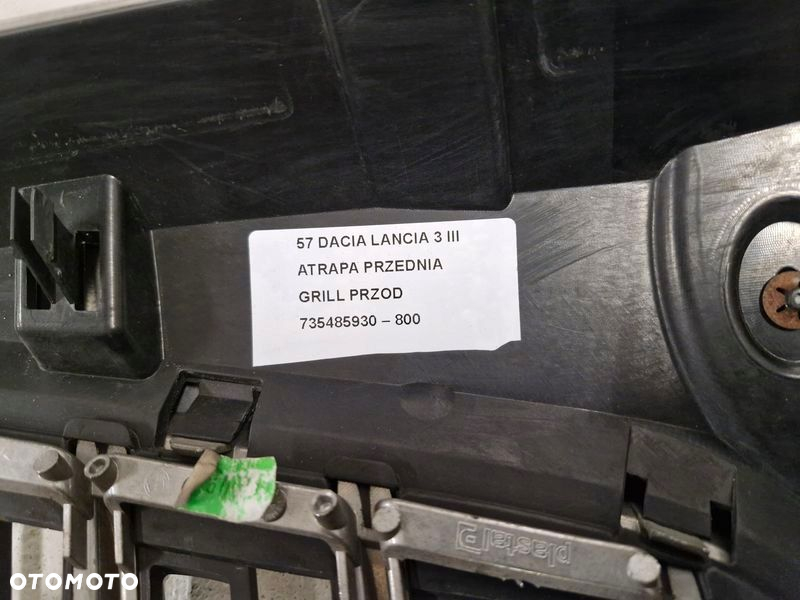 57 DACIA LANCIA 3 III
ATRAPA PRZEDNIA
GRILL PRZOD
735485930 – 800
plastal
OTOMOTO